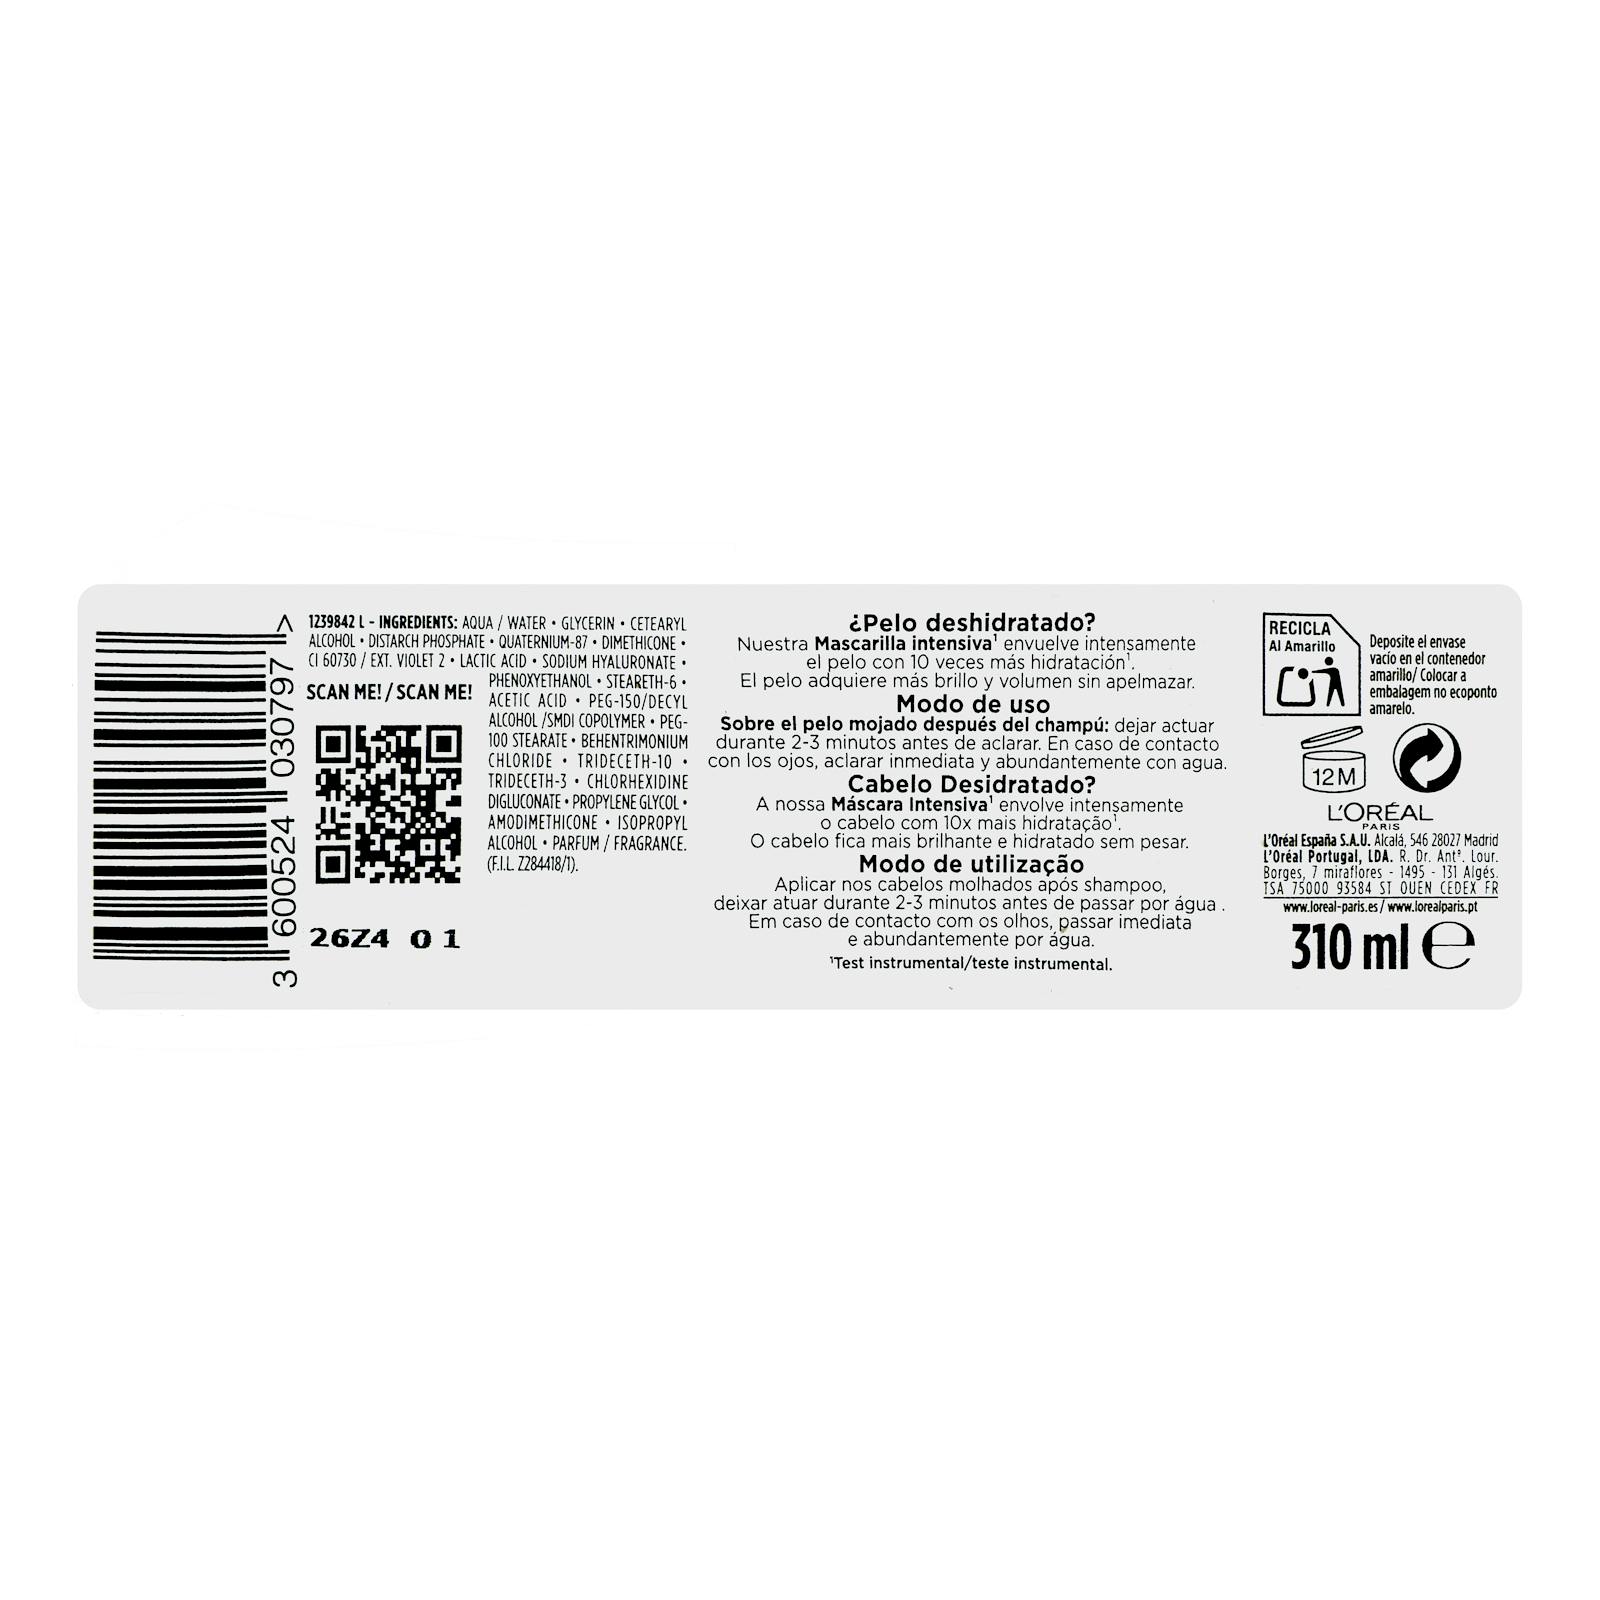 3 600524 030797 >
1239842 L - INGREDIENTS: AQUA / WATER • GLYCERIN • CETEARYL
ALCOHOL • DISTARCH PHOSPHATE • QUATERNIUM-87 • DIMETHICONE •
CI 60730 / EXT. VIOLET 2 • LACTIC ACID • SODIUM HYALURONATE •
PHENOXYETHANOL • STEARETH-6 •
ACETIC ACID • PEG-150/DECYL
ALCOHOL /SMDI COPOLYMER • PEG-
100 STEARATE • BEHENTRIMONIUM
CHLORIDE • TRIDECETH-10 •
TRIDECETH-3 • CHLORHEXIDINE
DIGLUCONATE • PROPYLENE GLYCOL •
AMODIMETHICONE • ISOPROPYL
ALCOHOL • PARFUM / FRAGRANCE.
(F.I.L. Z284418/1).
SCAN ME! / SCAN ME!
26Z4 01
¿Pelo deshidratado?
Nuestra Mascarilla intensiva¹ envuelve intensamente
el pelo con 10 veces más hidratación¹.
El pelo adquiere más brillo y volumen sin apelmazar.
Modo de uso
Sobre el pelo mojado después del champú: dejar actuar
durante 2-3 minutos antes de aclarar. En caso de contacto
con los ojos, aclarar inmediata y abundantemente con agua.
Cabelo Desidratado?
A nossa Máscara Intensiva¹ envolve intensamente
o cabelo com 10x mais hidratação¹.
O cabelo fica mais brilhante e hidratado sem pesar.
Modo de utilização
Aplicar nos cabelos molhados após shampoo,
deixar atuar durante 2-3 minutos antes de passar por água .
Em caso de contacto com os olhos, passar imediata
e abundantemente por água.
¹Test instrumental/teste instrumental.
RECICLA
Al Amarillo
Deposite el envase
vacío en el contenedor
amarillo/ Colocar a
embalagem no ecoponto
amarelo.
12M
L'ORÉAL
PARIS
L'Oréal España S.A.U. Alcalá, 546 28027 Madrid
L'Oréal Portugal, LDA. R. Dr. Antº. Lour.
Borges, 7 miraflores - 1495 - 131 Algés.
TSA 75000 93584 ST OUEN CEDEX FR
www.loreal-paris.es / www.lorealparis.pt
310 ml ℮